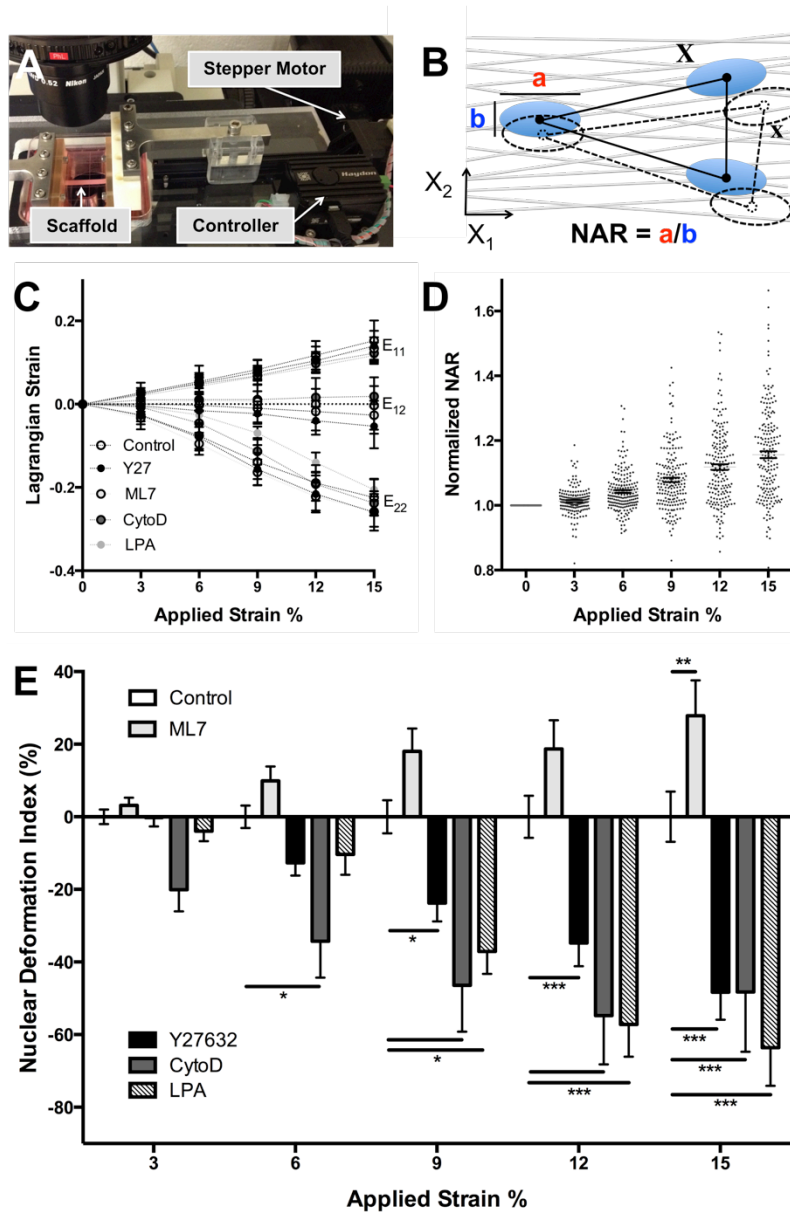 A
PhL
0.52 Nikon
Stepper Motor
Haydon
Scaffold
Controller
B
X
a
b
x
X2
X1
NAR = a/b
C
Lagrangian Strain
0.2
0.0
-0.2
-0.4
E11
E12
E22
Control
Y27
ML7
CytoD
LPA
0 3 6 9 12 15
Applied Strain %
D
Normalized NAR
1.6
1.4
1.2
1.0
0.8
0 3 6 9 12 15
Applied Strain %
E
Nuclear Deformation Index (%)
40
20
0
-20
-40
-60
-80
Control
ML7
Y27632
CytoD
LPA
*
*
*
***
***
**
***
***
***
3 6 9 12 15
Applied Strain %